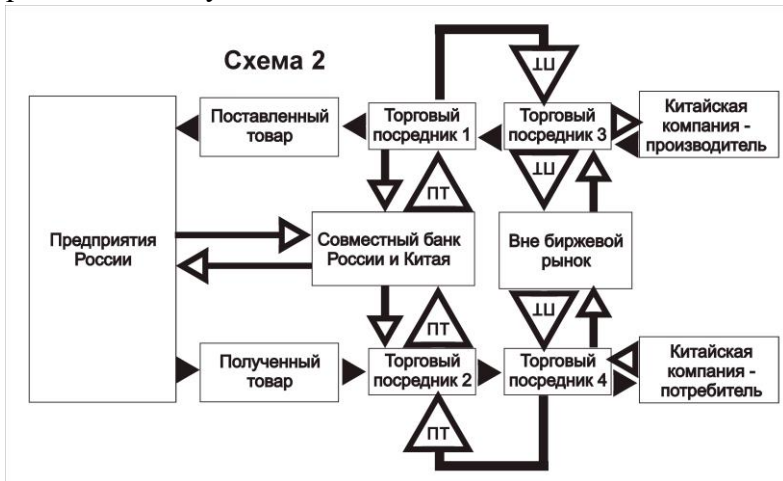 Схема 2
Поставленный
товар
Торговый
посредник 1
ПТ
Торговый
посредник 3
Китайская
компания -
производитель
ПТ
ПТ
Предприятия
России
Совместный банк
России и Китая
Вне биржевой
рынок
ПТ
ПТ
Полученный
товар
Торговый
посредник 2
Торговый
посредник 4
Китайская
компания -
потребитель
ПТ